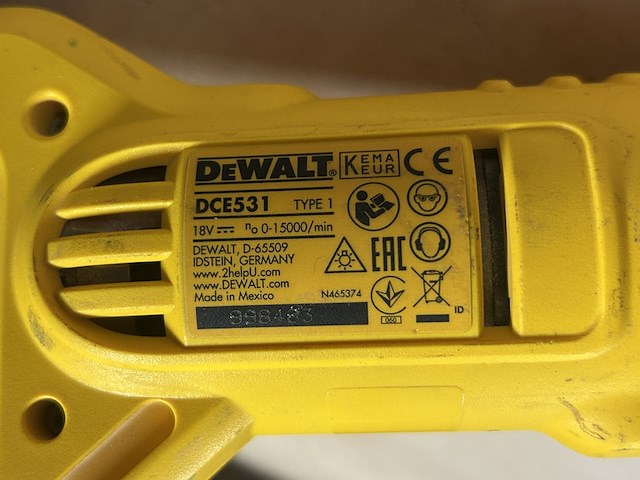 DEWALT® KEMA KEUR CE
DCE531 TYPE 1
18V ⎓ n₀ 0-15000/min
DEWALT, D-65509
IDSTEIN, GERMANY
www.2helpU.com
www.DEWALT.com
Made in Mexico
N465374
EAC
060
ID